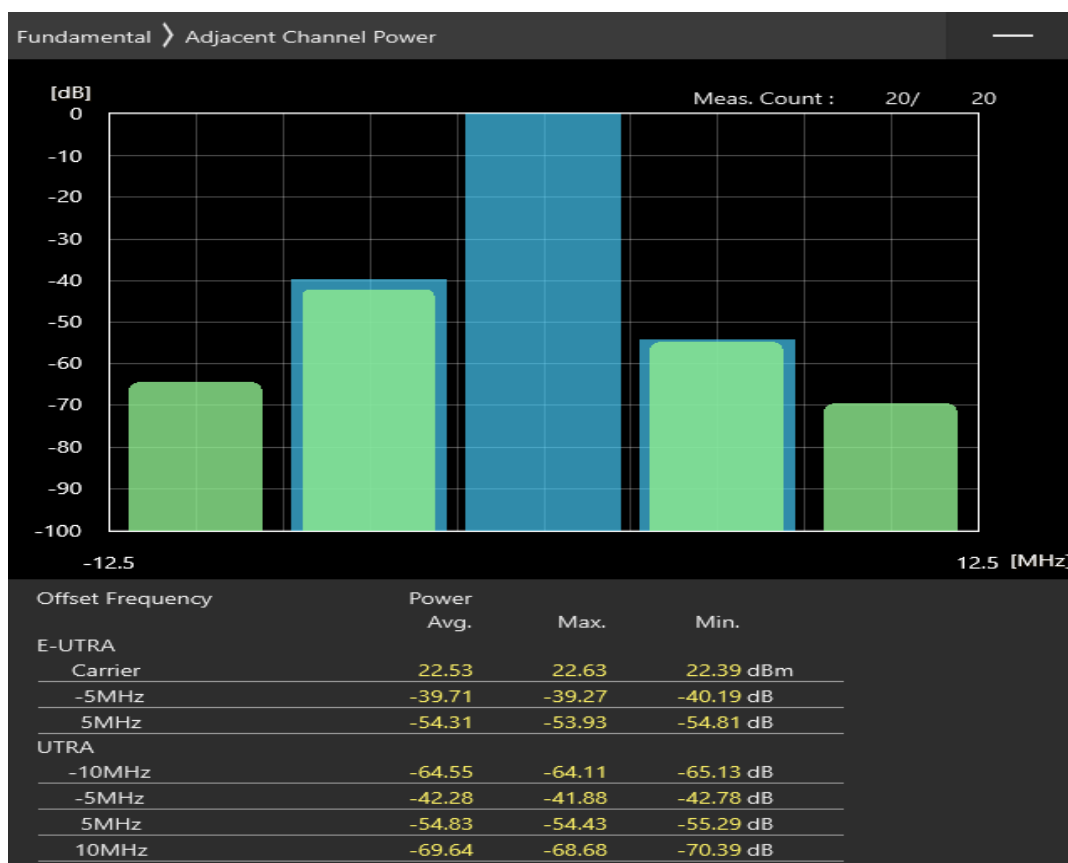 Fundamental ❯ Adjacent Channel Power
[dB]
Meas. Count : 20/ 20
0
-10
-20
-30
-40
-50
-60
-70
-80
-90
-100
-12.5 12.5 [MHz]
Offset Frequency Power
Avg. Max. Min.
E-UTRA
Carrier 22.53 22.63 22.39 dBm
-5MHz -39.71 -39.27 -40.19 dB
5MHz -54.31 -53.93 -54.81 dB
UTRA
-10MHz -64.55 -64.11 -65.13 dB
-5MHz -42.28 -41.88 -42.78 dB
5MHz -54.83 -54.43 -55.29 dB
10MHz -69.64 -68.68 -70.39 dB